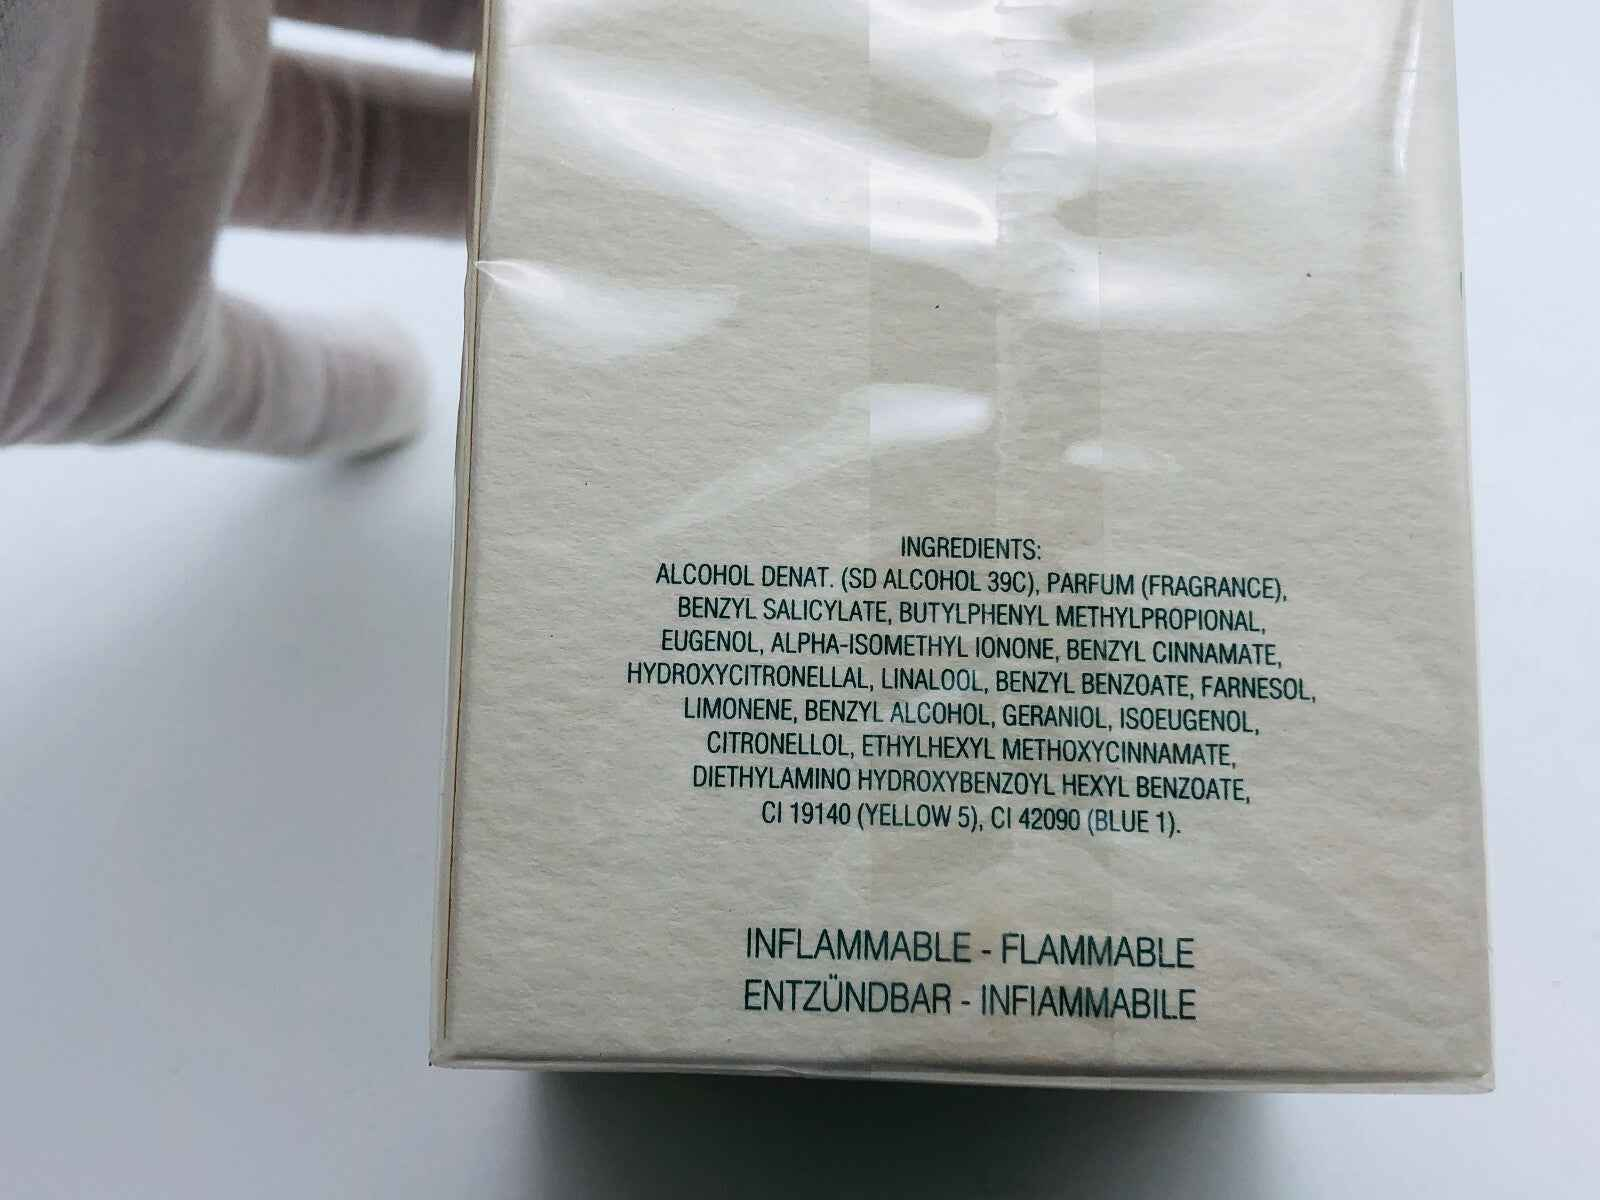 INGREDIENTS:
ALCOHOL DENAT. (SD ALCOHOL 39C), PARFUM (FRAGRANCE),
BENZYL SALICYLATE, BUTYLPHENYL METHYLPROPIONAL,
EUGENOL, ALPHA-ISOMETHYL IONONE, BENZYL CINNAMATE,
HYDROXYCITRONELLAL, LINALOOL, BENZYL BENZOATE, FARNESOL,
LIMONENE, BENZYL ALCOHOL, GERANIOL, ISOEUGENOL,
CITRONELLOL, ETHYLHEXYL METHOXYCINNAMATE,
DIETHYLAMINO HYDROXYBENZOYL HEXYL BENZOATE,
CI 19140 (YELLOW 5), CI 42090 (BLUE 1).
INFLAMMABLE - FLAMMABLE
ENTZÜNDBAR - INFIAMMABILE